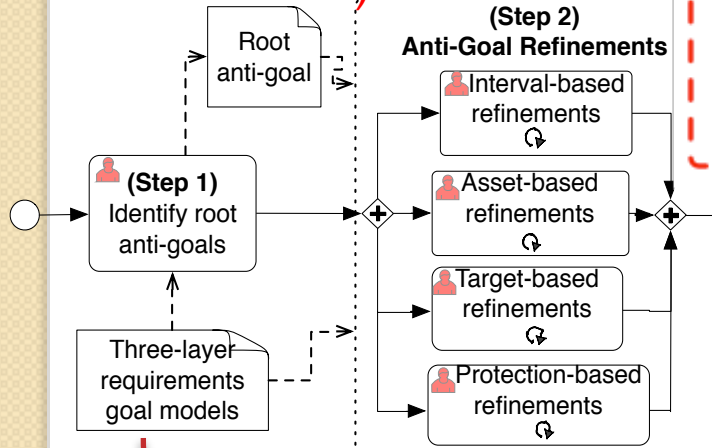 Root
anti-goal
(Step 1)
Identify root
anti-goals
Three-layer
requirements
goal models
(Step 2)
Anti-Goal Refinements
Interval-based
refinements
Asset-based
refinements
Target-based
refinements
Protection-based
refinements